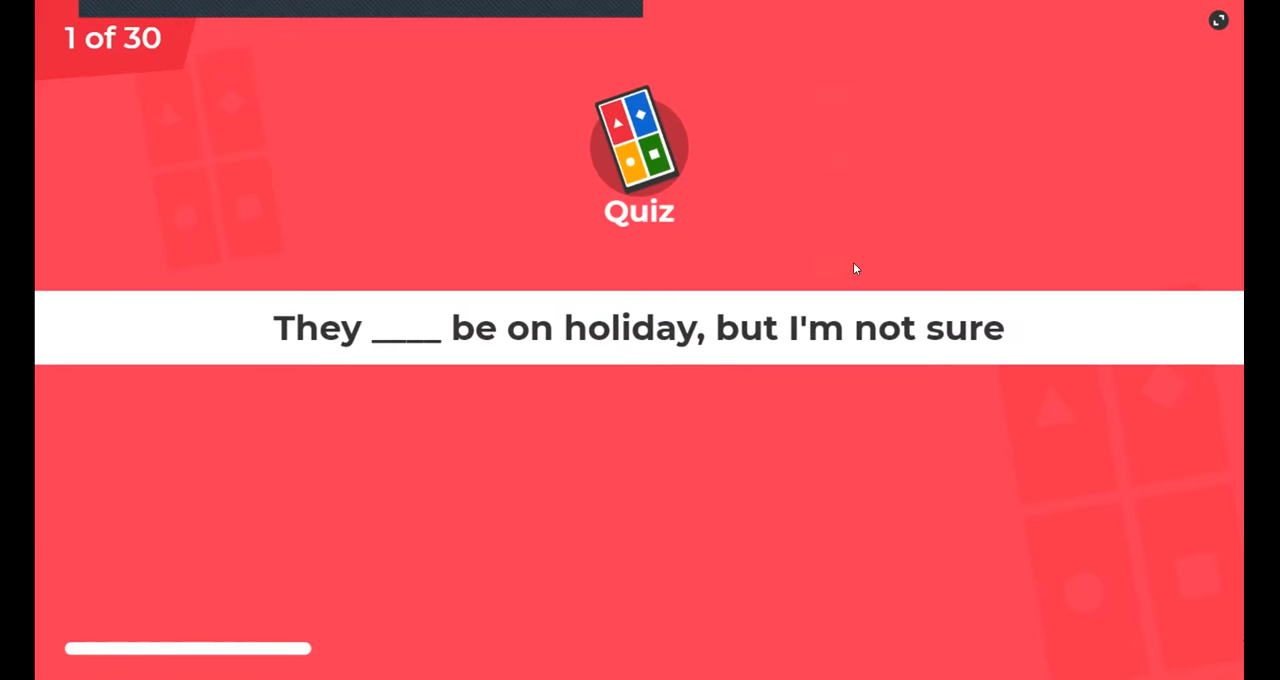 1 of 30
Quiz
They ____ be on holiday, but I'm not sure